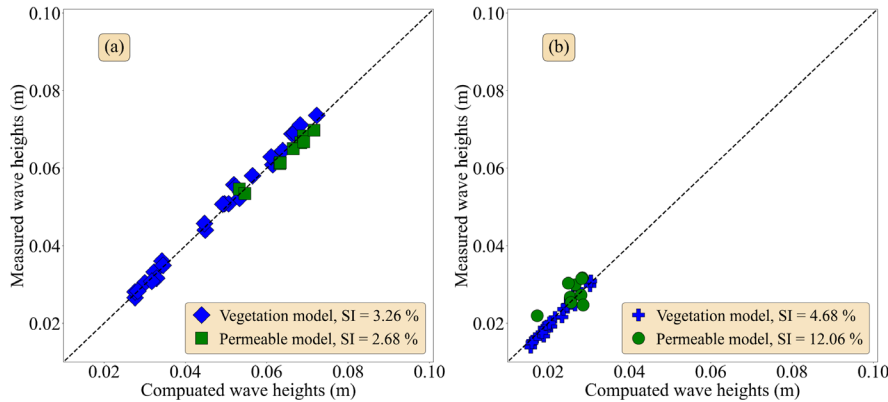 (a)
Measured wave heights (m)
0.10
0.08
0.06
0.04
0.02
Vegetation model, SI = 3.26 %
Permeable model, SI = 2.68 %
0.02 0.04 0.06 0.08 0.10
Compuated wave heights (m)
(b)
Measured wave heights (m)
0.10
0.08
0.06
0.04
0.02
Vegetation model, SI = 4.68 %
Permeable model, SI = 12.06 %
0.02 0.04 0.06 0.08 0.10
Compuated wave heights (m)